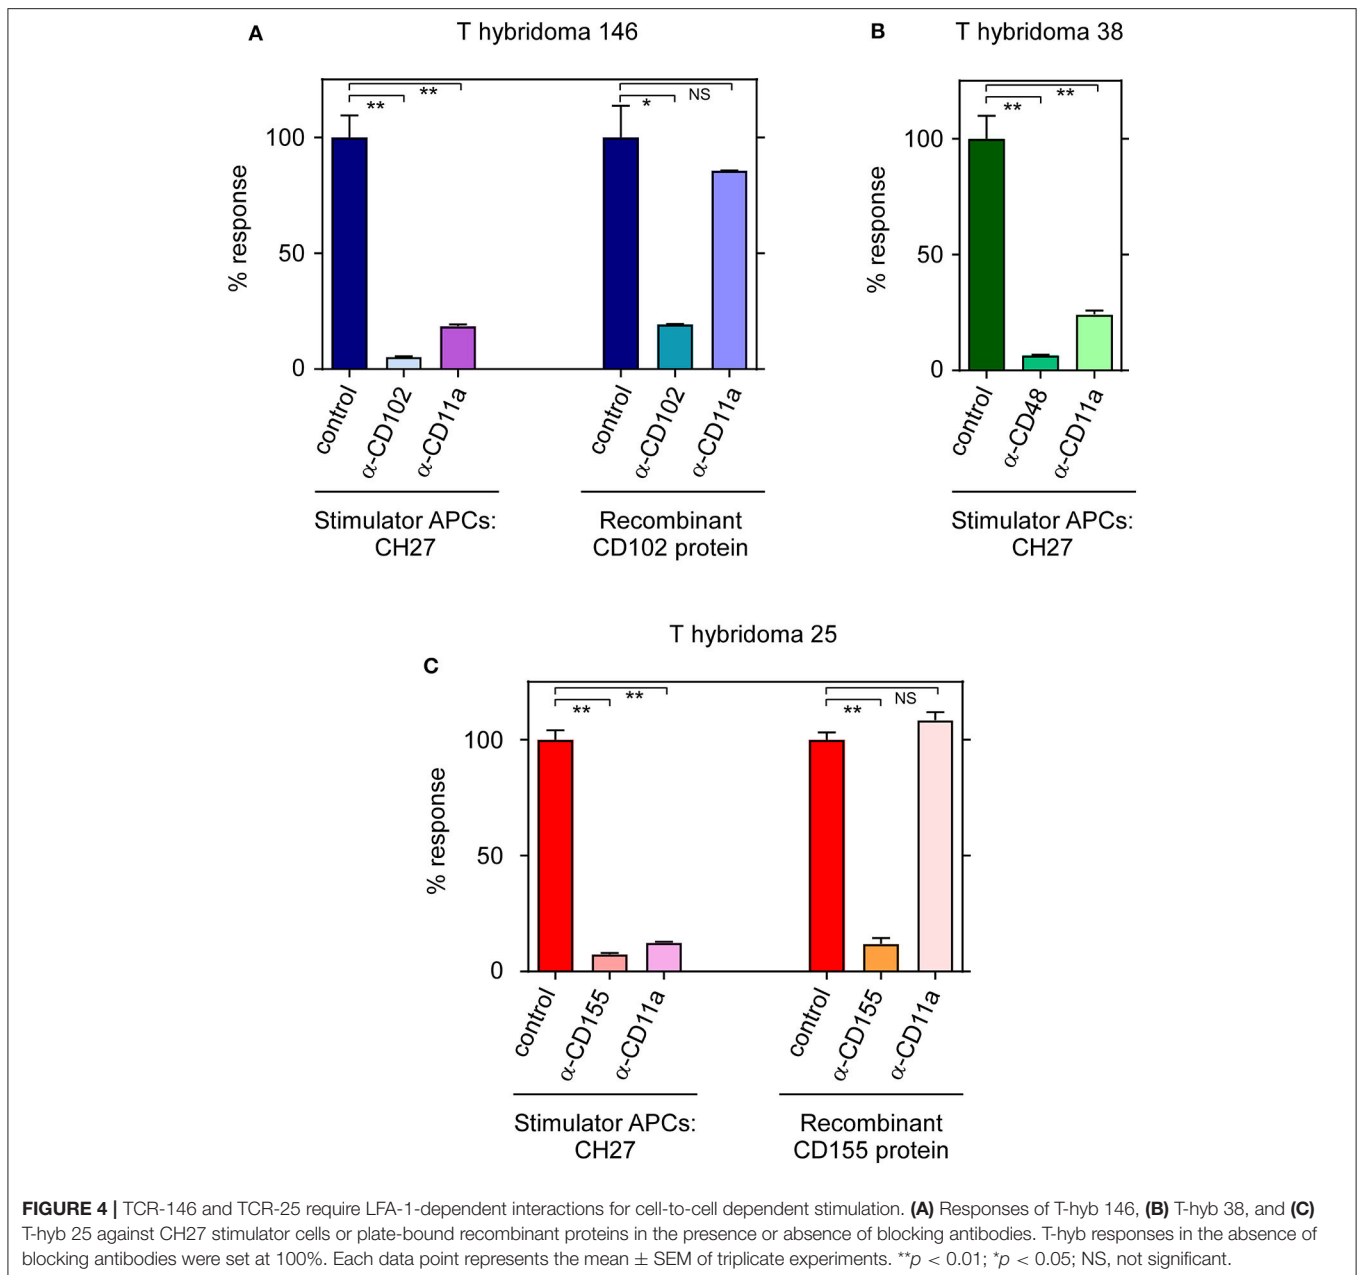 A
T hybridoma 146
% response
100
50
0
**
**
*
NS
control
α-CD102
α-CD11a
control
α-CD102
α-CD11a
Stimulator APCs:
CH27
Recombinant
CD102 protein
B
T hybridoma 38
% response
100
50
0
**
**
control
α-CD48
α-CD11a
Stimulator APCs:
CH27
T hybridoma 25
C
% response
100
50
0
**
**
**
NS
control
α-CD155
α-CD11a
control
α-CD155
α-CD11a
Stimulator APCs:
CH27
Recombinant
CD155 protein
FIGURE 4 | TCR-146 and TCR-25 require LFA-1-dependent interactions for cell-to-cell dependent stimulation. (A) Responses of T-hyb 146, (B) T-hyb 38, and (C)
T-hyb 25 against CH27 stimulator cells or plate-bound recombinant proteins in the presence or absence of blocking antibodies. T-hyb responses in the absence of
blocking antibodies were set at 100%. Each data point represents the mean ± SEM of triplicate experiments. **p < 0.01; *p < 0.05; NS, not significant.